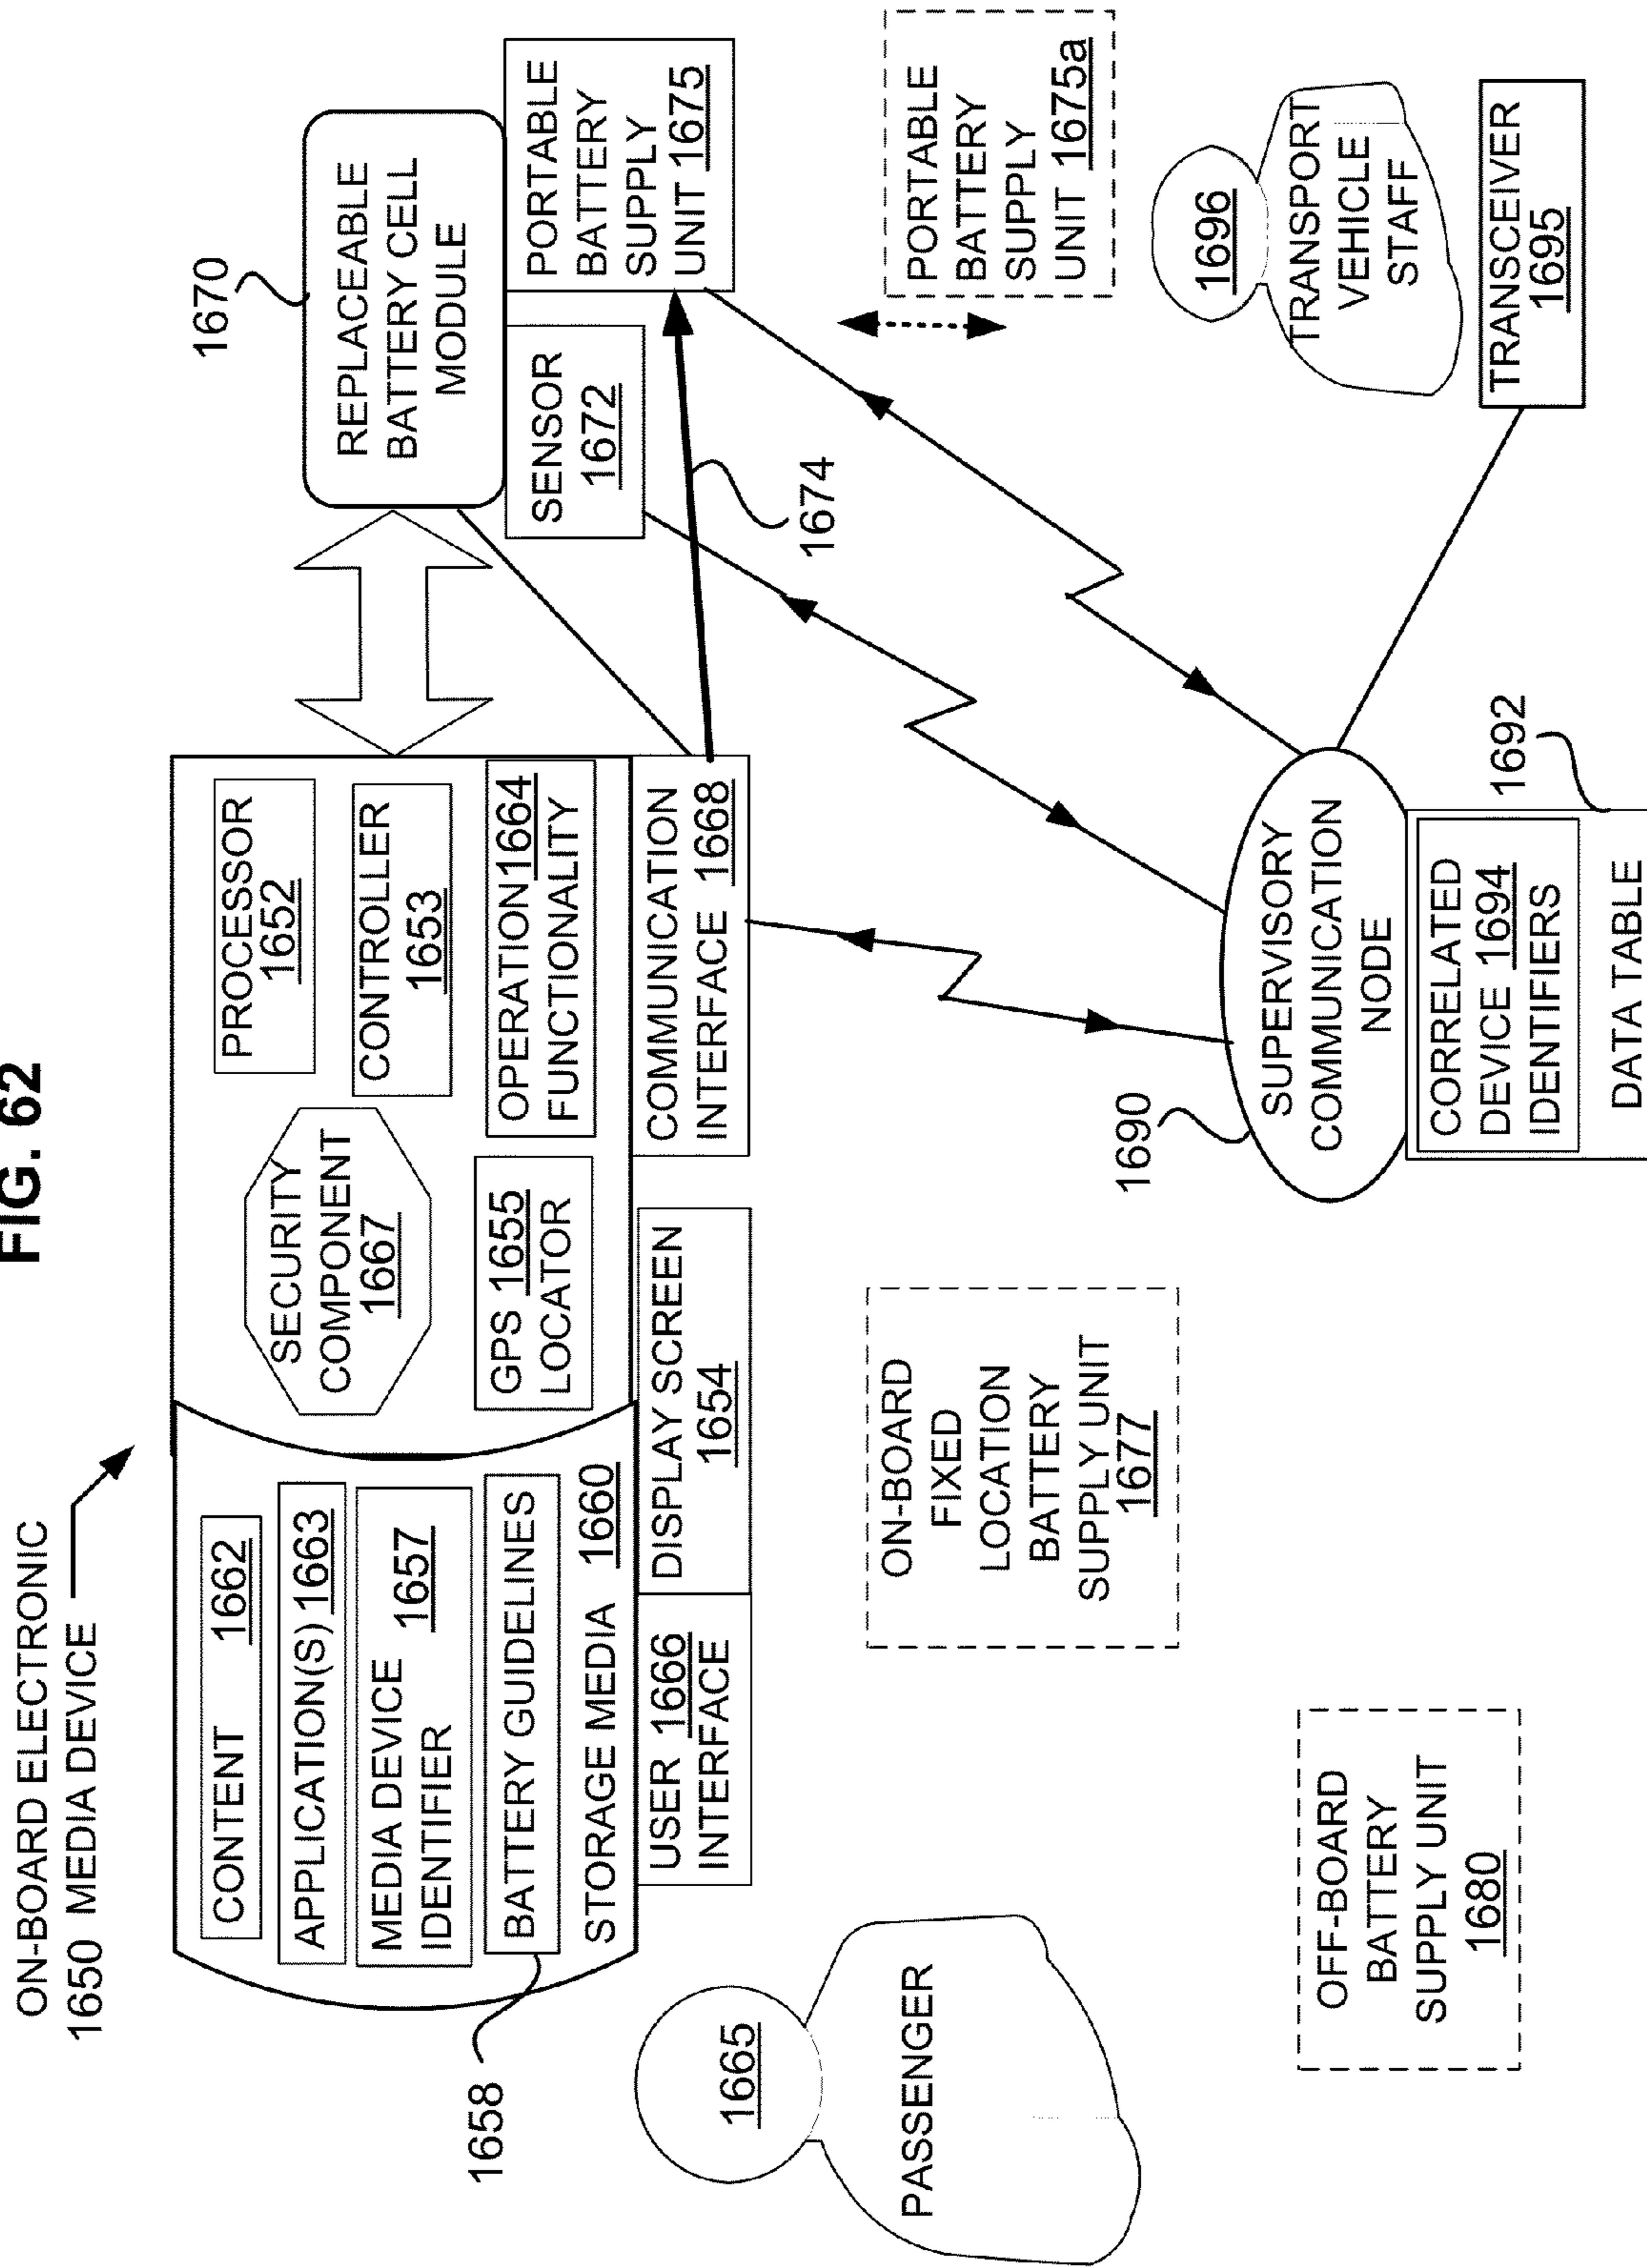 FIG. 62
ON-BOARD ELECTRONIC
1650 MEDIA DEVICE
CONTENT 1662
APPLICATION(S) 1663
MEDIA DEVICE 1657
IDENTIFIER
BATTERY GUIDELINES
STORAGE MEDIA 1660
1658
SECURITY
COMPONENT
1667
GPS 1655
LOCATOR
PROCESSOR
1652
CONTROLLER
1653
OPERATION 1664
FUNCTIONALITY
USER 1666
INTERFACE
DISPLAY SCREEN
1654
COMMUNICATION
INTERFACE 1668
1670
REPLACEABLE
BATTERY CELL
MODULE
SENSOR
1672
PORTABLE
BATTERY
SUPPLY
UNIT 1675
1674
PORTABLE
BATTERY
SUPPLY
UNIT 1675a
1665
PASSENGER
ON-BOARD
FIXED
LOCATION
BATTERY
SUPPLY UNIT
1677
OFF-BOARD
BATTERY
SUPPLY UNIT
1680
1690
SUPERVISORY
COMMUNICATION
NODE
CORRELATED
DEVICE 1694
IDENTIFIERS
DATA TABLE
1692
1696
TRANSPORT
VEHICLE
STAFF
TRANSCEIVER
1695